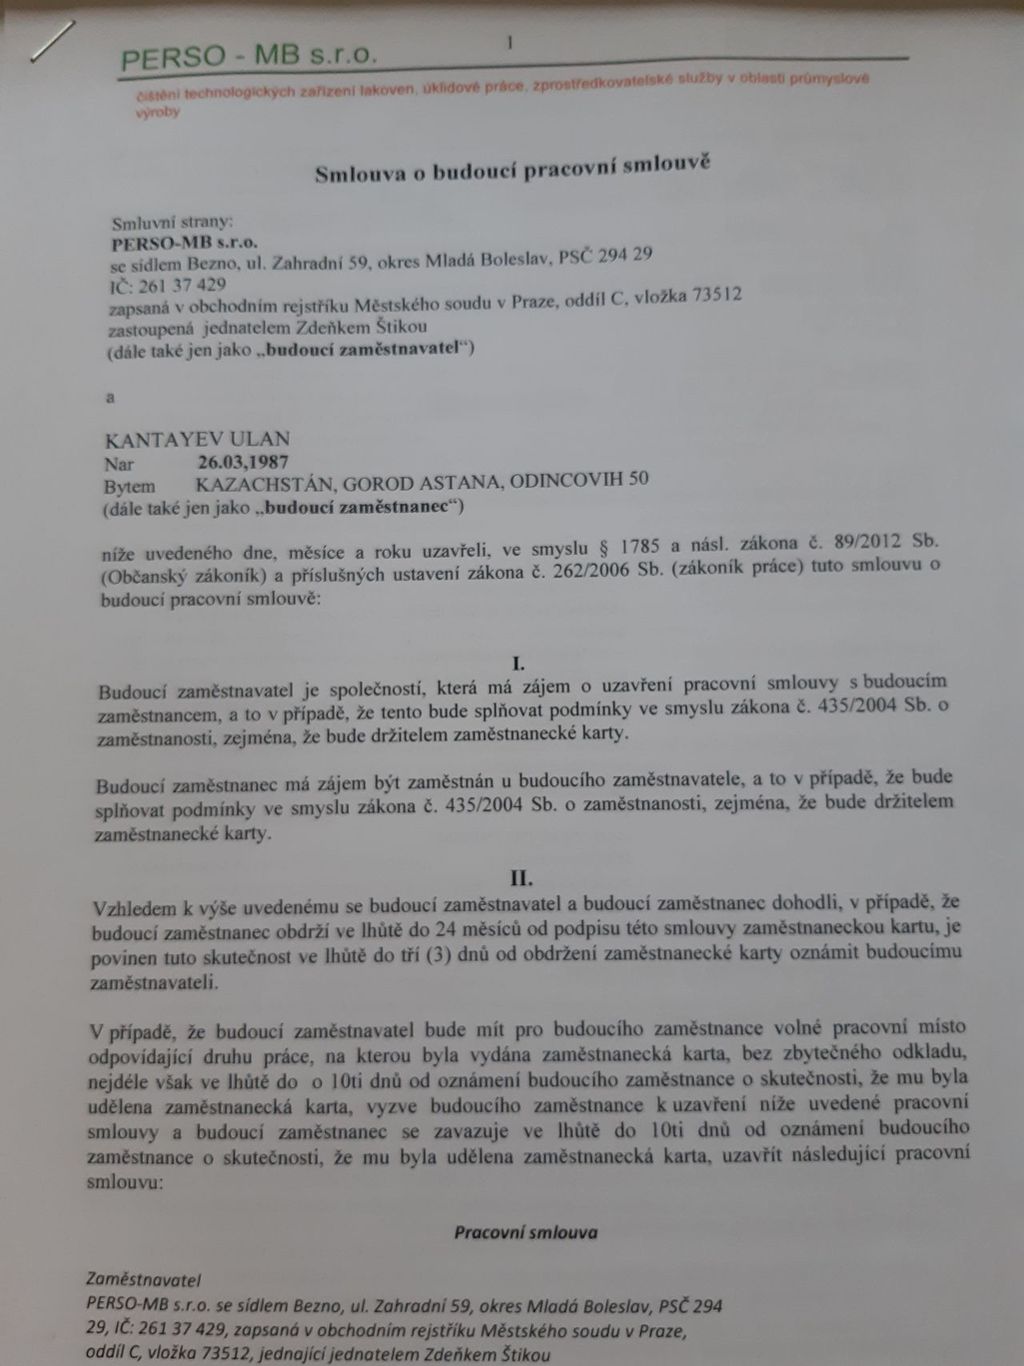 1
PERSO - MB s.r.o.
čištění technologických zařízení lakoven, úklidové práce, zprostředkovatelské služby v oblasti průmyslové
výroby
Smlouva o budoucí pracovní smlouvě
Smluvní strany:
PERSO-MB s.r.o.
se sídlem Bezno, ul. Zahradní 59, okres Mladá Boleslav, PSČ 294 29
IČ: 261 37 429
zapsaná v obchodním rejstříku Městského soudu v Praze, oddíl C, vložka 73512
zastoupená jednatelem Zdeňkem Štikou
(dále také jen jako „budoucí zaměstnavatel“)
a
KANTAYEV ULAN
Nar 26.03,1987
Bytem KAZACHSTÁN, GOROD ASTANA, ODINCOVIH 50
(dále také jen jako „budoucí zaměstnanec“)
níže uvedeného dne, měsíce a roku uzavřeli, ve smyslu § 1785 a násl. zákona č. 89/2012 Sb.
(Občanský zákoník) a příslušných ustavení zákona č. 262/2006 Sb. (zákoník práce) tuto smlouvu o
budoucí pracovní smlouvě:
I.
Budoucí zaměstnavatel je společností, která má zájem o uzavření pracovní smlouvy s budoucím
zaměstnancem, a to v případě, že tento bude splňovat podmínky ve smyslu zákona č. 435/2004 Sb. o
zaměstnanosti, zejména, že bude držitelem zaměstnanecké karty.
Budoucí zaměstnanec má zájem být zaměstnán u budoucího zaměstnavatele, a to v případě, že bude
splňovat podmínky ve smyslu zákona č. 435/2004 Sb. o zaměstnanosti, zejména, že bude držitelem
zaměstnanecké karty.
II.
Vzhledem k výše uvedenému se budoucí zaměstnavatel a budoucí zaměstnanec dohodli, v případě, že
budoucí zaměstnanec obdrží ve lhůtě do 24 měsíců od podpisu této smlouvy zaměstnaneckou kartu, je
povinen tuto skutečnost ve lhůtě do tří (3) dnů od obdržení zaměstnanecké karty oznámit budoucímu
zaměstnavateli.
V případě, že budoucí zaměstnavatel bude mít pro budoucího zaměstnance volné pracovní místo
odpovídající druhu práce, na kterou byla vydána zaměstnanecká karta, bez zbytečného odkladu,
nejdéle však ve lhůtě do o 10ti dnů od oznámení budoucího zaměstnance o skutečnosti, že mu byla
udělena zaměstnanecká karta, vyzve budoucího zaměstnance k uzavření níže uvedené pracovní
smlouvy a budoucí zaměstnanec se zavazuje ve lhůtě do 10ti dnů od oznámení budoucího
zaměstnance o skutečnosti, že mu byla udělena zaměstnanecká karta, uzavřít následující pracovní
smlouvu:
Pracovní smlouva
Zaměstnavatel
PERSO-MB s.r.o. se sídlem Bezno, ul. Zahradní 59, okres Mladá Boleslav, PSČ 294
29, IČ: 261 37 429, zapsaná v obchodním rejstříku Městského soudu v Praze,
oddíl C, vložka 73512, jednající jednatelem Zdeňkem Štikou